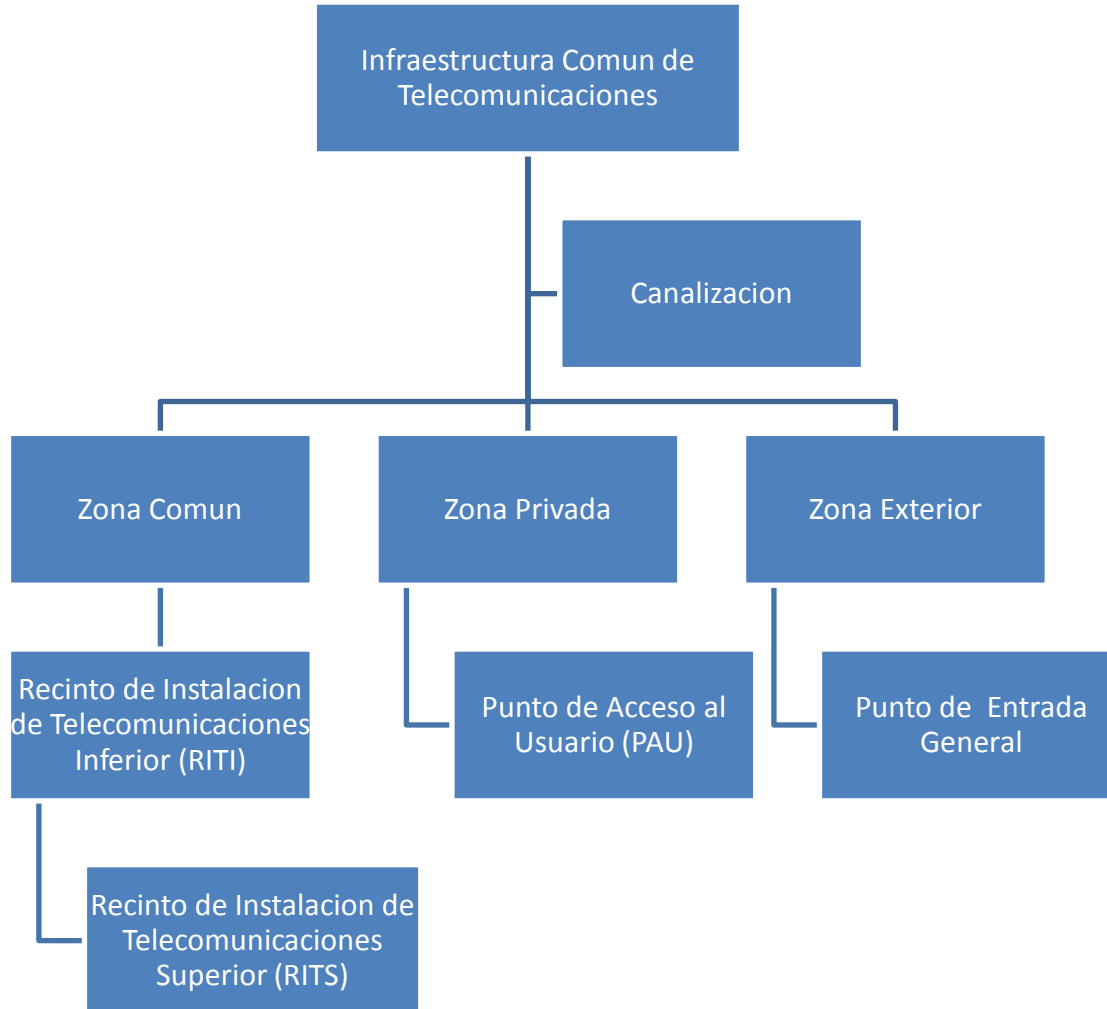 Infraestructura Comun de
Telecomunicaciones
Canalizacion
Zona Comun
Zona Privada
Zona Exterior
Recinto de Instalacion
de Telecomunicaciones
Inferior (RITI)
Punto de Acceso al
Usuario (PAU)
Punto de  Entrada
General
Recinto de Instalacion de
Telecomunicaciones
Superior (RITS)